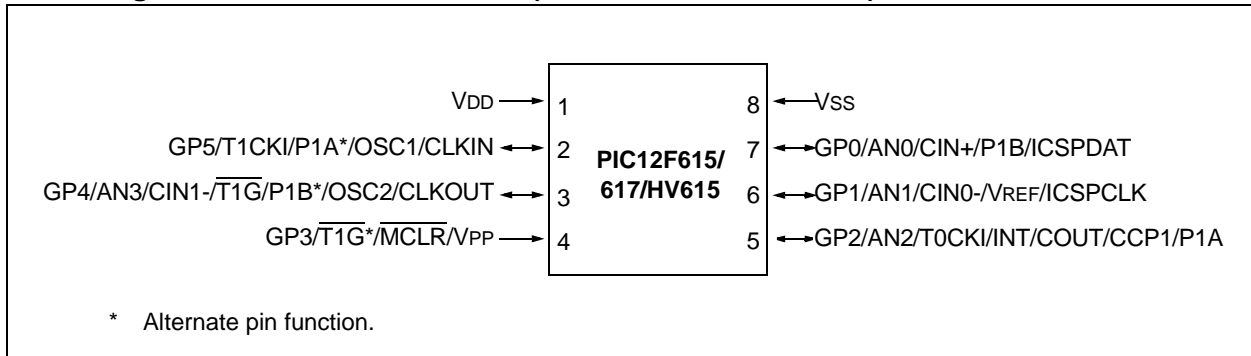 VDD 1
GP5/T1CKI/P1A*/OSC1/CLKIN 2
GP4/AN3/CIN1-/T1G/P1B*/OSC2/CLKOUT 3
GP3/T1G*/MCLR/VPP 4
PIC12F615/
617/HV615
8 VSS
7 GP0/AN0/CIN+/P1B/ICSPDAT
6 GP1/AN1/CIN0-/VREF/ICSPCLK
5 GP2/AN2/T0CKI/INT/COUT/CCP1/P1A
* Alternate pin function.